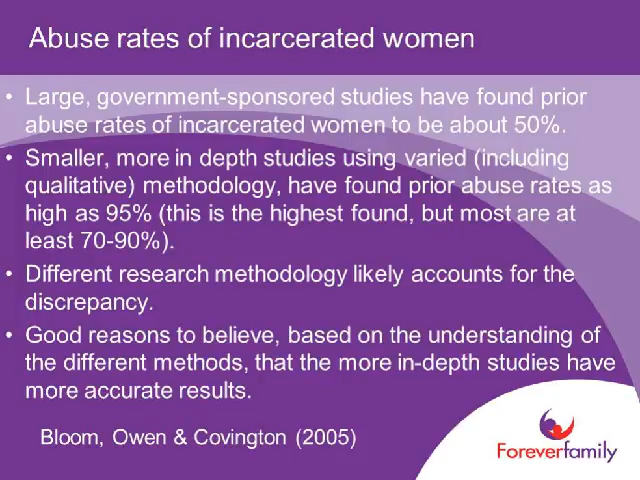 Abuse rates of incarcerated women
• Large, government-sponsored studies have found prior
abuse rates of incarcerated women to be about 50%.
• Smaller, more in depth studies using varied (including
qualitative) methodology, have found prior abuse rates as
high as 95% (this is the highest found, but most are at
least 70-90%).
• Different research methodology likely accounts for the
discrepancy.
• Good reasons to believe, based on the understanding of
the different methods, that the more in-depth studies have
more accurate results.
Bloom, Owen & Covington (2005)
Foreverfamily